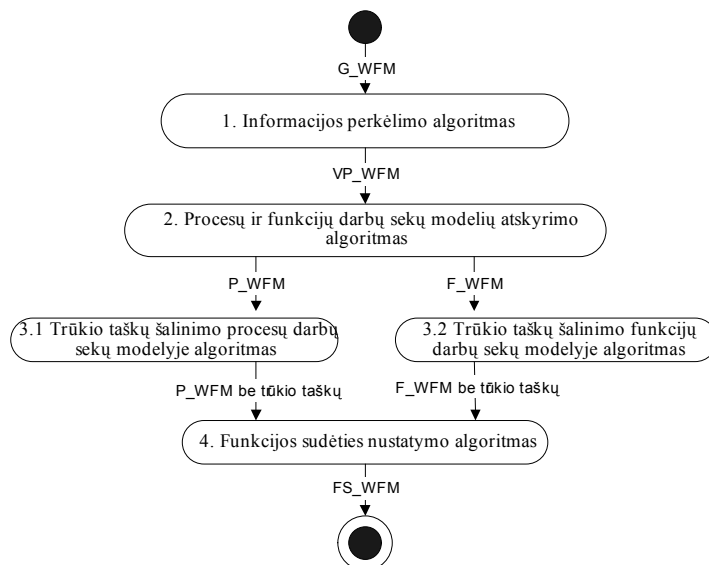 G_WFM
1. Informacijos perkėlimo algoritmas
VP_WFM
2. Procesų ir funkcijų darbų sekų modelių atskyrimo
algoritmas
P_WFM
F_WFM
3.1 Trūkio taškų šalinimo procesų darbų
sekų modelyje algoritmas
3.2 Trūkio taškų šalinimo funkcijų
darbų sekų modelyje algoritmas
P_WFM be tūkio taškų
F_WFM be tūkio taškų
4. Funkcijos sudėties nustatymo algoritmas
FS_WFM